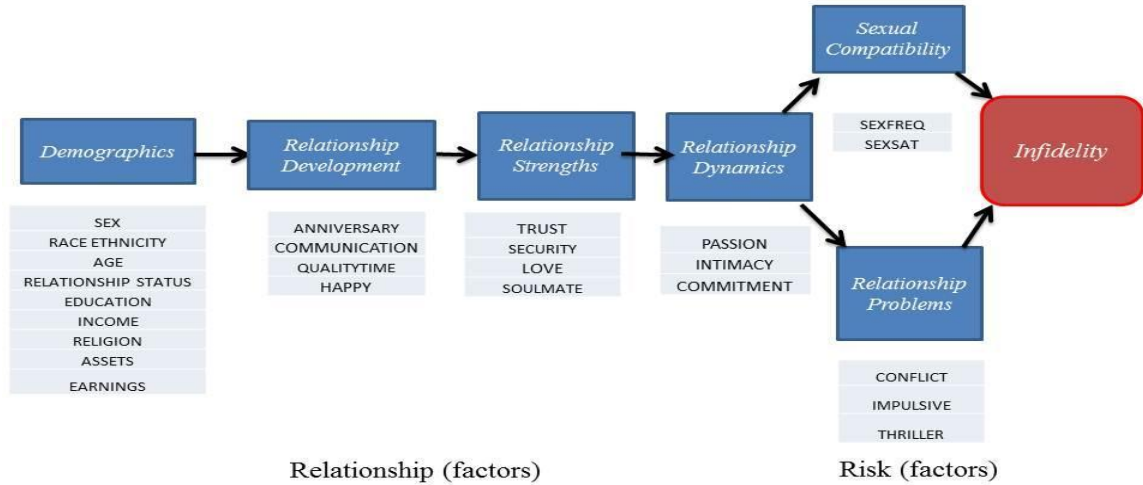 Demographics
SEX
RACE ETHNICITY
AGE
RELATIONSHIP STATUS
EDUCATION
INCOME
RELIGION
ASSETS
EARNINGS
Relationship
Development
ANNIVERSARY
COMMUNICATION
QUALITYTIME
HAPPY
Relationship
Strengths
TRUST
SECURITY
LOVE
SOULMATE
Relationship
Dynamics
PASSION
INTIMACY
COMMITMENT
Sexual
Compatibility
SEXFREQ
SEXSAT
Relationship
Problems
CONFLICT
IMPULSIVE
THRILLER
Infidelity
Relationship (factors)
Risk (factors)